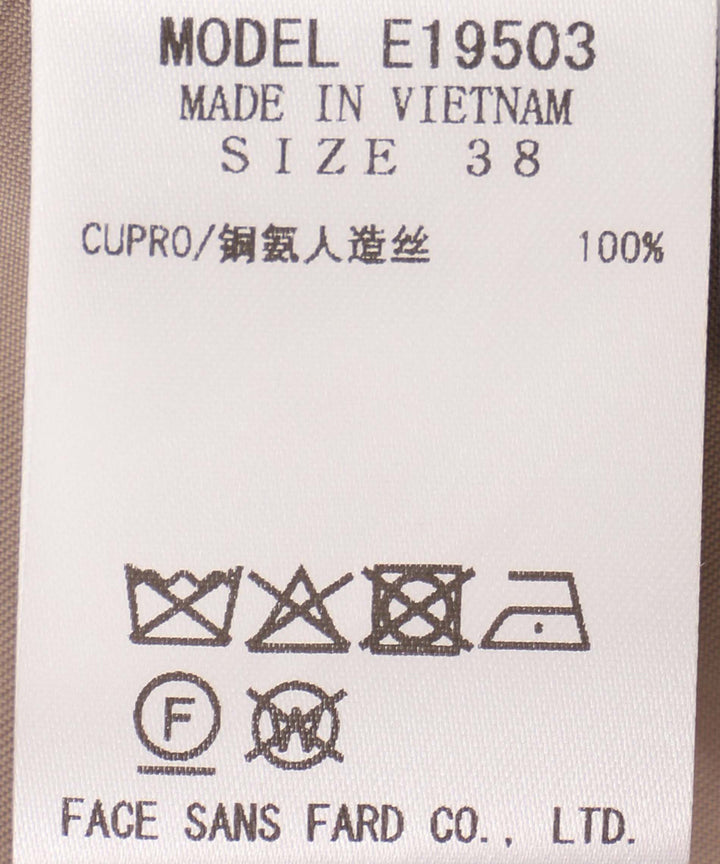 MODEL E19503
MADE IN VIETNAM
SIZE 38
CUPRO/铜氨人造丝 100%
F W
FACE SANS FARD CO., LTD.